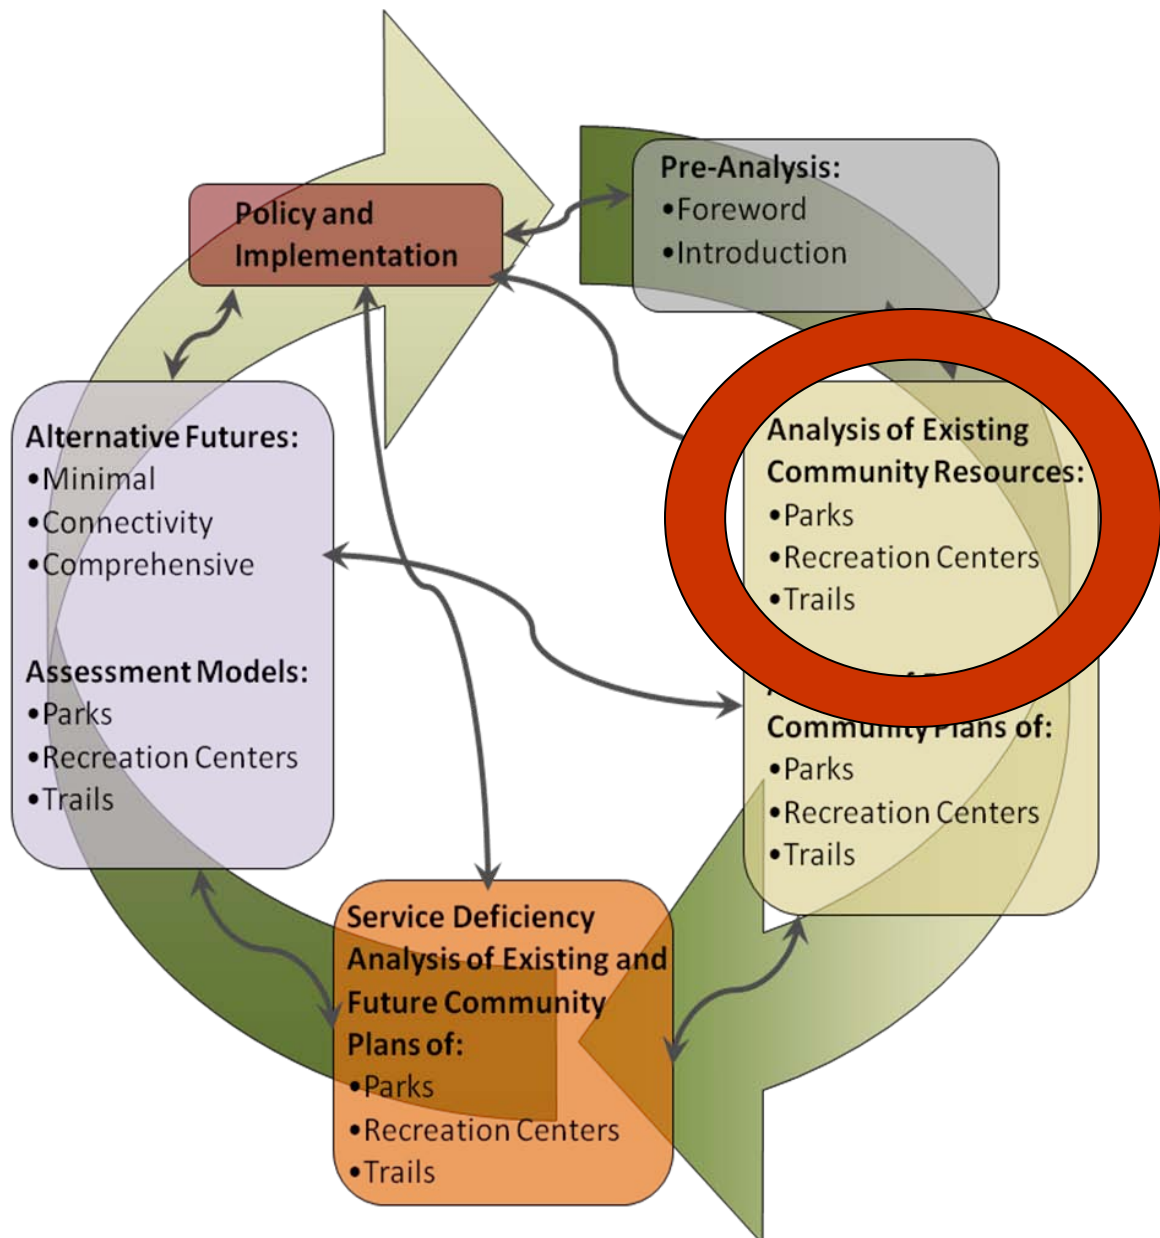 Pre-Analysis:
•Foreword
•Introduction
Policy and
Implementation
Analysis of Existing
Community Resources:
•Parks
•Recreation Centers
•Trails
Community Plans of:
•Parks
•Recreation Centers
•Trails
Service Deficiency
Analysis of Existing and
Future Community
Plans of:
•Parks
•Recreation Centers
•Trails
Alternative Futures:
•Minimal
•Connectivity
•Comprehensive
Assessment Models:
•Parks
•Recreation Centers
•Trails